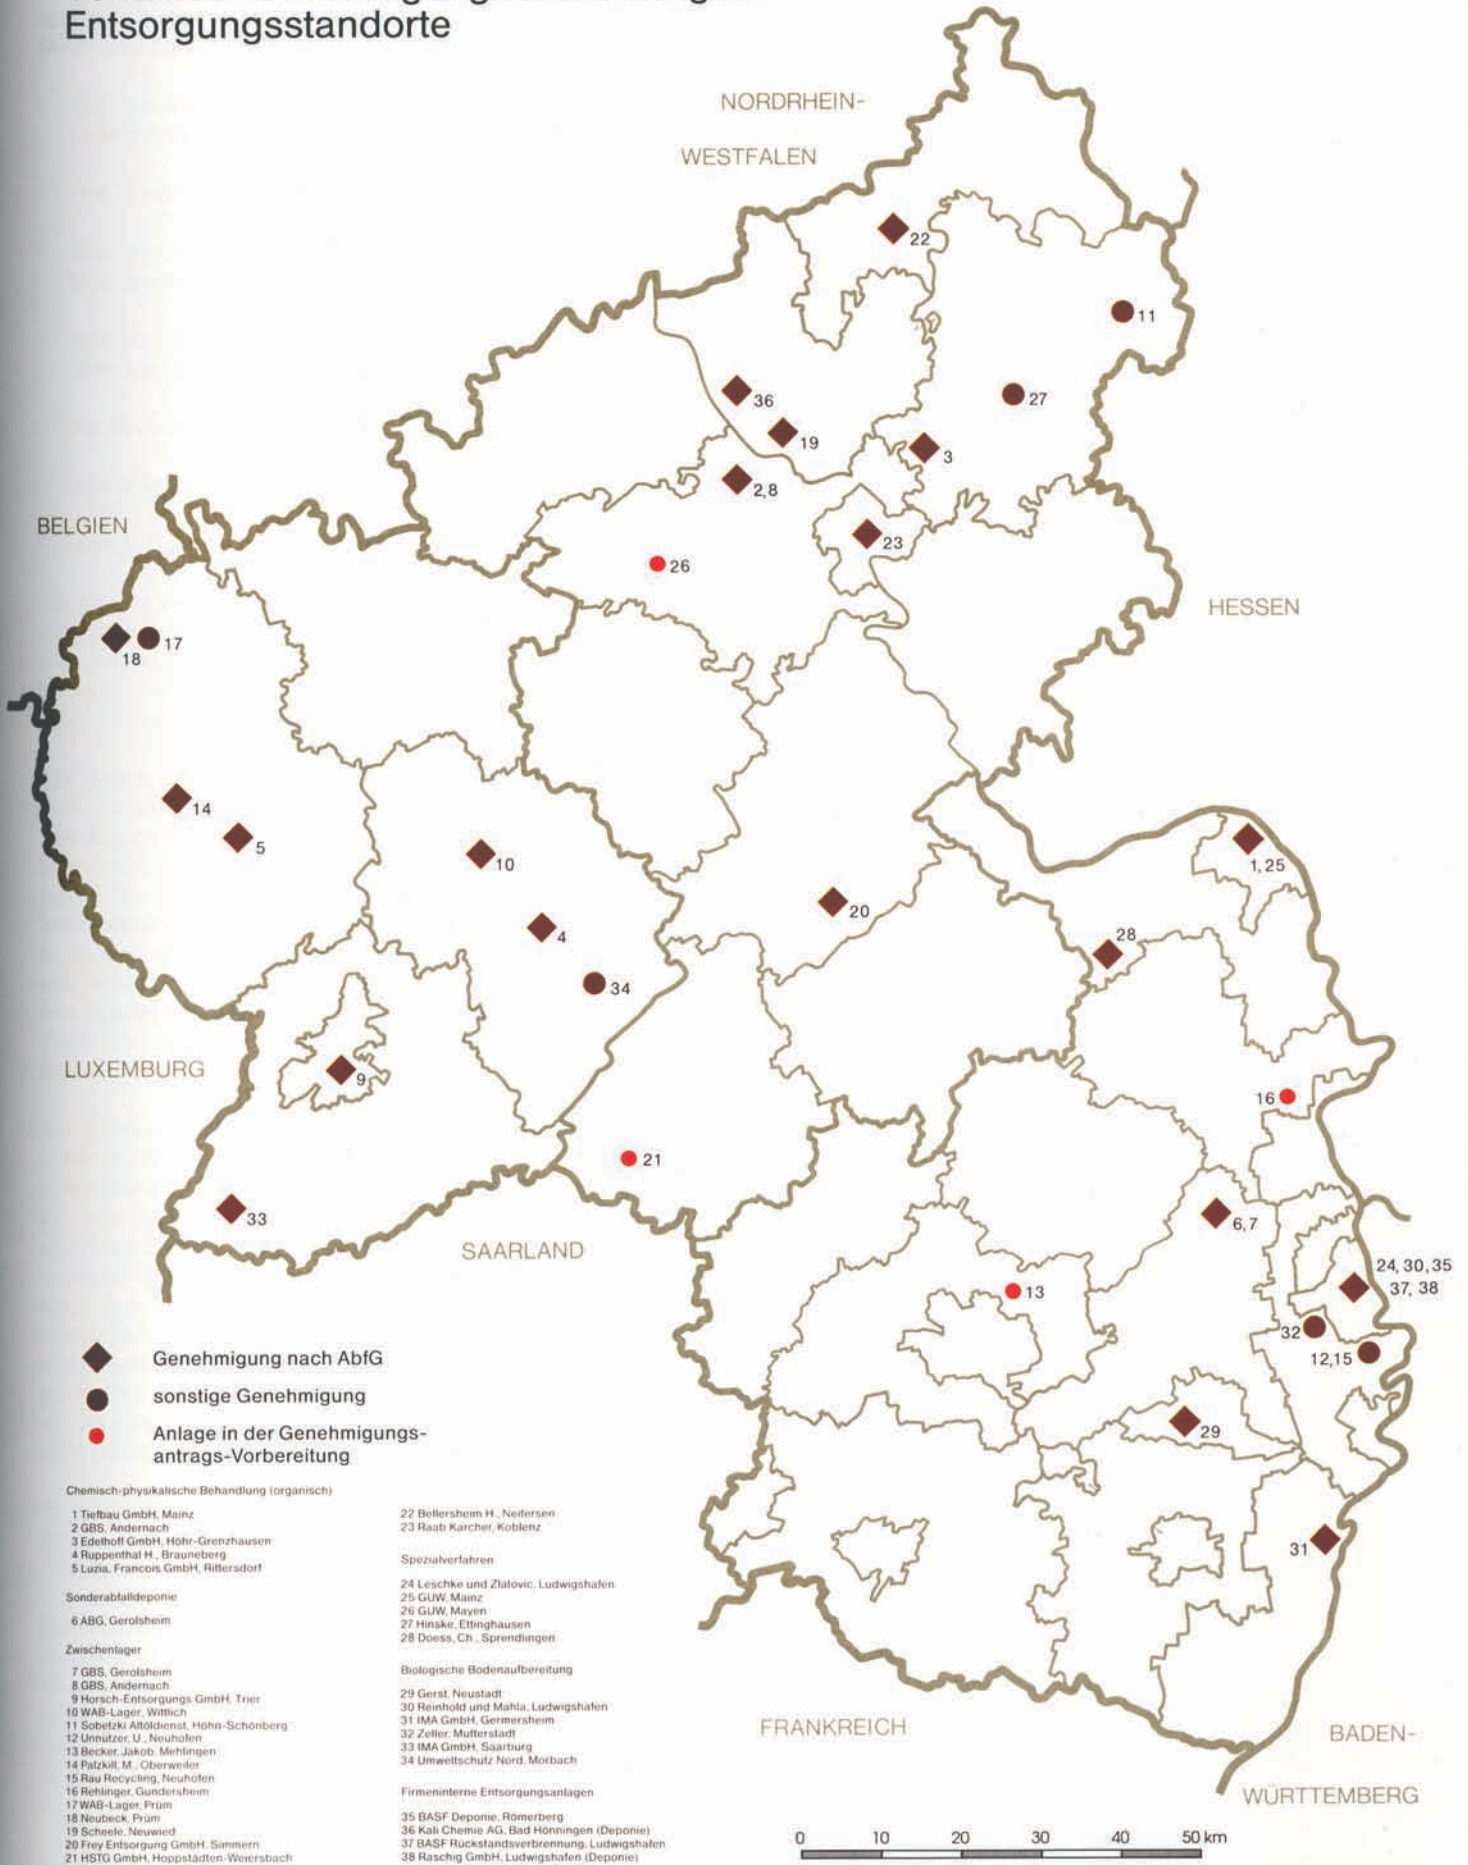 Entsorgungsstandorte
NORDRHEIN-
WESTFALEN
22
11
36
27
19
3
2,8
BELGIEN
23
26
HESSEN
18
17
14
5
10
1,25
20
4
28
34
LUXEMBURG
9
16
21
33
6,7
SAARLAND
24, 30, 35
37, 38
13
32
12,15
29
31
FRANKREICH
BADEN-
WÜRTTEMBERG
Genehmigung nach AbfG
sonstige Genehmigung
Anlage in der Genehmigungs-
antrags-Vorbereitung
Chemisch-physikalische Behandlung (organisch)
1 Tiefbau GmbH, Mainz
2 GBS, Andernach
3 Edelhoff GmbH, Höhr-Grenzhausen
4 Ruppenthal H., Brauneberg
5 Luzia, Francois GmbH, Rittersdorf
Sonderabfalldeponie
6 ABG, Gerolsheim
Zwischenlager
7 GBS, Gerolsheim
8 GBS, Andernach
9 Horsch-Entsorgungs GmbH, Trier
10 WAB-Lager, Wittlich
11 Sobetzki Altöldienst, Höhn-Schönberg
12 Unnützer, U., Neuhofen
13 Becker, Jakob, Mehlingen
14 Palzkill, M., Oberweiler
15 Rau Recycling, Neuhofen
16 Rehlinger, Gundersheim
17 WAB-Lager, Prüm
18 Neubeck, Prüm
19 Scheele, Neuwied
20 Frey Entsorgung GmbH, Simmern
21 HSTG GmbH, Hoppstädten-Weiersbach
22 Bellersheim H., Neitersen
23 Raab Karcher, Koblenz
Spezialverfahren
24 Leschke und Zlatovic, Ludwigshafen
25 GUW, Mainz
26 GUW, Mayen
27 Hinske, Ettinghausen
28 Doess, Ch., Sprendlingen
Biologische Bodenaufbereitung
29 Gerst, Neustadt
30 Reinhold und Mahla, Ludwigshafen
31 IMA GmbH, Germersheim
32 Zeller, Mutterstadt
33 IMA GmbH, Saarburg
34 Umweltschutz Nord, Morbach
Firmeninterne Entsorgungsanlagen
35 BASF Deponie, Römerberg
36 Kali Chemie AG, Bad Hönningen (Deponie)
37 BASF Rückstandsverbrennung, Ludwigshafen
38 Raschig GmbH, Ludwigshafen (Deponie)
0 10 20 30 40 50 km